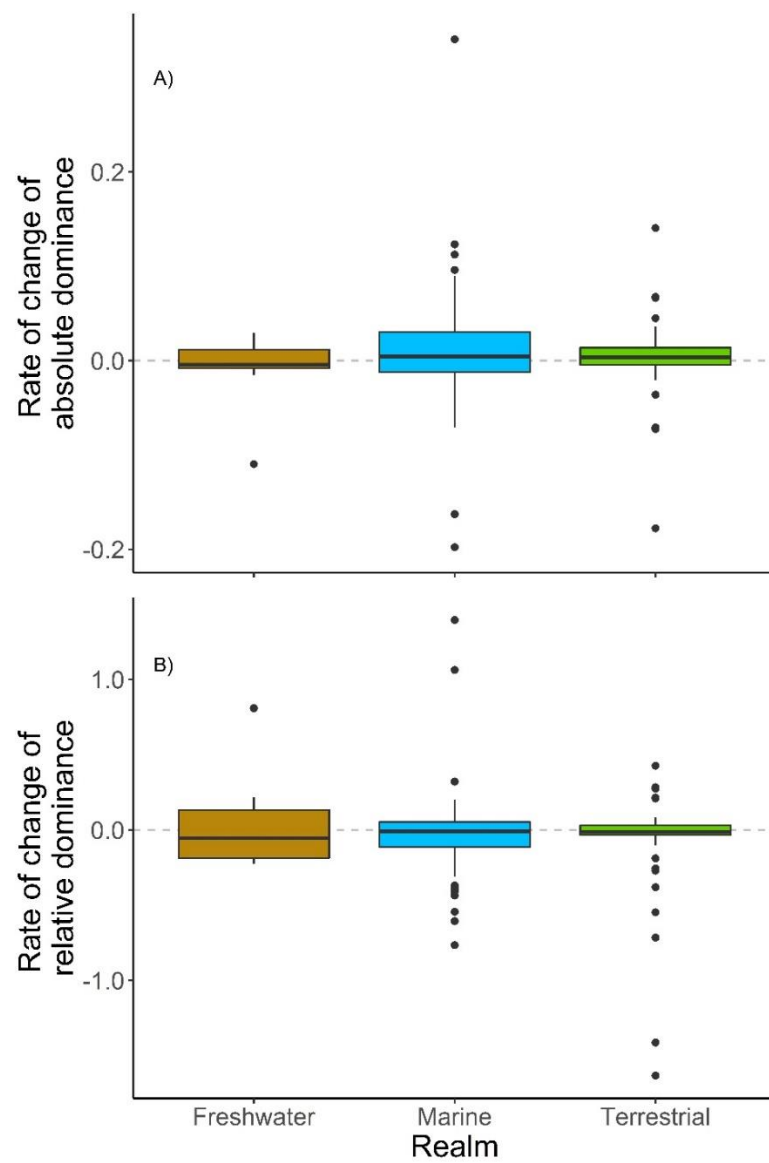 A)
Rate of change of
absolute dominance
0.2
0.0
-0.2
B)
Rate of change of
relative dominance
1.0
0.0
-1.0
Freshwater
Marine
Terrestrial
Realm